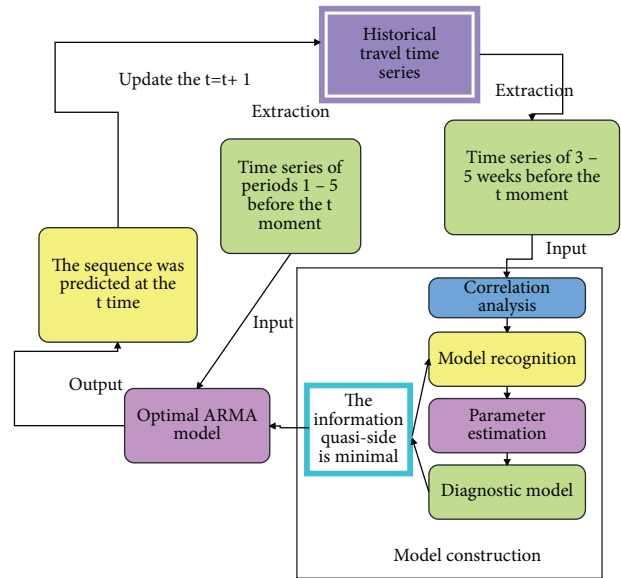 Historical
travel time
series
Update the t=t+ 1
Extraction
Extraction
Time series of
periods 1 – 5
before the t
moment
Time series of 3 –
5 weeks before the
t moment
The sequence was
predicted at the
t time
Input
Input
Correlation
analysis
Model recognition
Output
Optimal ARMA
model
The
information
quasi-side
is minimal
Parameter
estimation
Diagnostic model
Model construction